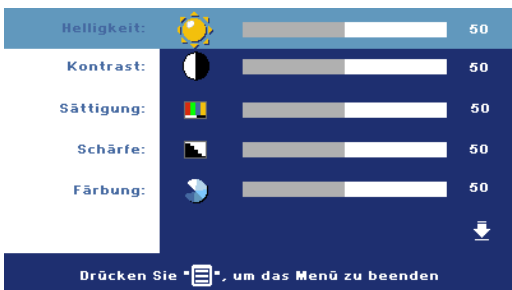 Helligkeit: 50
Kontrast: 50
Sättigung: 50
Schärfe: 50
Färbung: 50
Drücken Sie "", um das Menü zu beenden